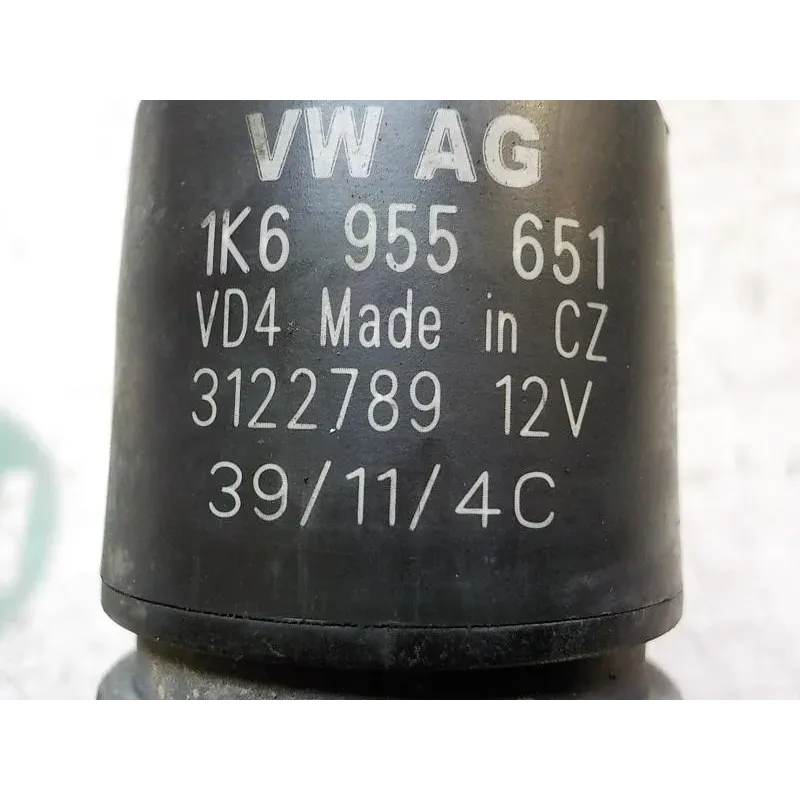 VW AG
1K6 955 651
VD4 Made in CZ
3122789 12V
39/11/4C